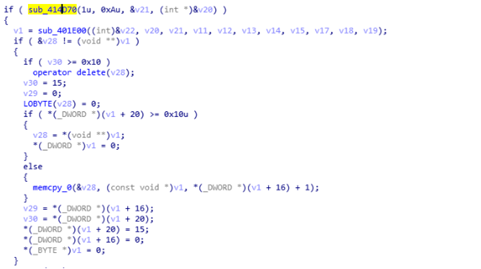 if ( sub_414D70(1u, 0xAu, &v21, (int *)&v20) )
{
v1 = sub_401E00((int)&v22, v20, v21, v11, v12, v13, v14, v15, v16, v17, v18, v19);
if ( &v28 != (void **)v1 )
{
if ( v30 >= 0x10 )
operator delete(v28);
v30 = 15;
v29 = 0;
LOBYTE(v28) = 0;
if ( *(_DWORD *)(v1 + 20) >= 0x10u )
{
v28 = *(void **)v1;
*(_DWORD *)v1 = 0;
}
else
{
memcpy_0(&v28, (const void *)v1, *(_DWORD *)(v1 + 16) + 1);
}
v29 = *(_DWORD *)(v1 + 16);
v30 = *(_DWORD *)(v1 + 20);
*(_DWORD *)(v1 + 20) = 15;
*(_DWORD *)(v1 + 16) = 0;
*(_BYTE *)v1 = 0;
}